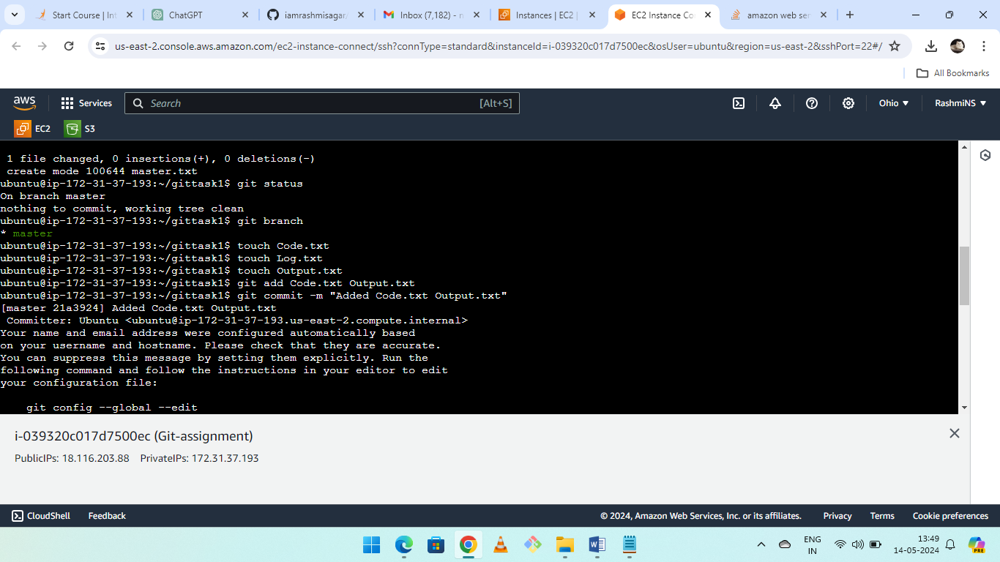 Start Course | Int
ChatGPT
iamrashmisagar/
Inbox (7,182) - n
Instances | EC2 |
EC2 Instance Co
amazon web ser
us-east-2.console.aws.amazon.com/ec2-instance-connect/ssh?connType=standard&instanceId=i-039320c017d7500ec&osUser=ubuntu&region=us-east-2&sshPort=22#/
All Bookmarks
aws
Services
Search
[Alt+S]
Ohio
RashmiNS
EC2
S3
1 file changed, 0 insertions(+), 0 deletions(-)
create mode 100644 master.txt
ubuntu@ip-172-31-37-193:~/gittask1$ git status
On branch master
nothing to commit, working tree clean
ubuntu@ip-172-31-37-193:~/gittask1$ git branch
* master
ubuntu@ip-172-31-37-193:~/gittask1$ touch Code.txt
ubuntu@ip-172-31-37-193:~/gittask1$ touch Log.txt
ubuntu@ip-172-31-37-193:~/gittask1$ touch Output.txt
ubuntu@ip-172-31-37-193:~/gittask1$ git add Code.txt Output.txt
ubuntu@ip-172-31-37-193:~/gittask1$ git commit -m "Added Code.txt Output.txt"
[master 21a3924] Added Code.txt Output.txt
Committer: Ubuntu <ubuntu@ip-172-31-37-193.us-east-2.compute.internal>
Your name and email address were configured automatically based
on your username and hostname. Please check that they are accurate.
You can suppress this message by setting them explicitly. Run the
following command and follow the instructions in your editor to edit
your configuration file:
git config --global --edit
i-039320c017d7500ec (Git-assignment)
PublicIPs: 18.116.203.88 PrivateIPs: 172.31.37.193
CloudShell
Feedback
© 2024, Amazon Web Services, Inc. or its affiliates.
Privacy
Terms
Cookie preferences
ENG
IN
13:49
14-05-2024
PRE